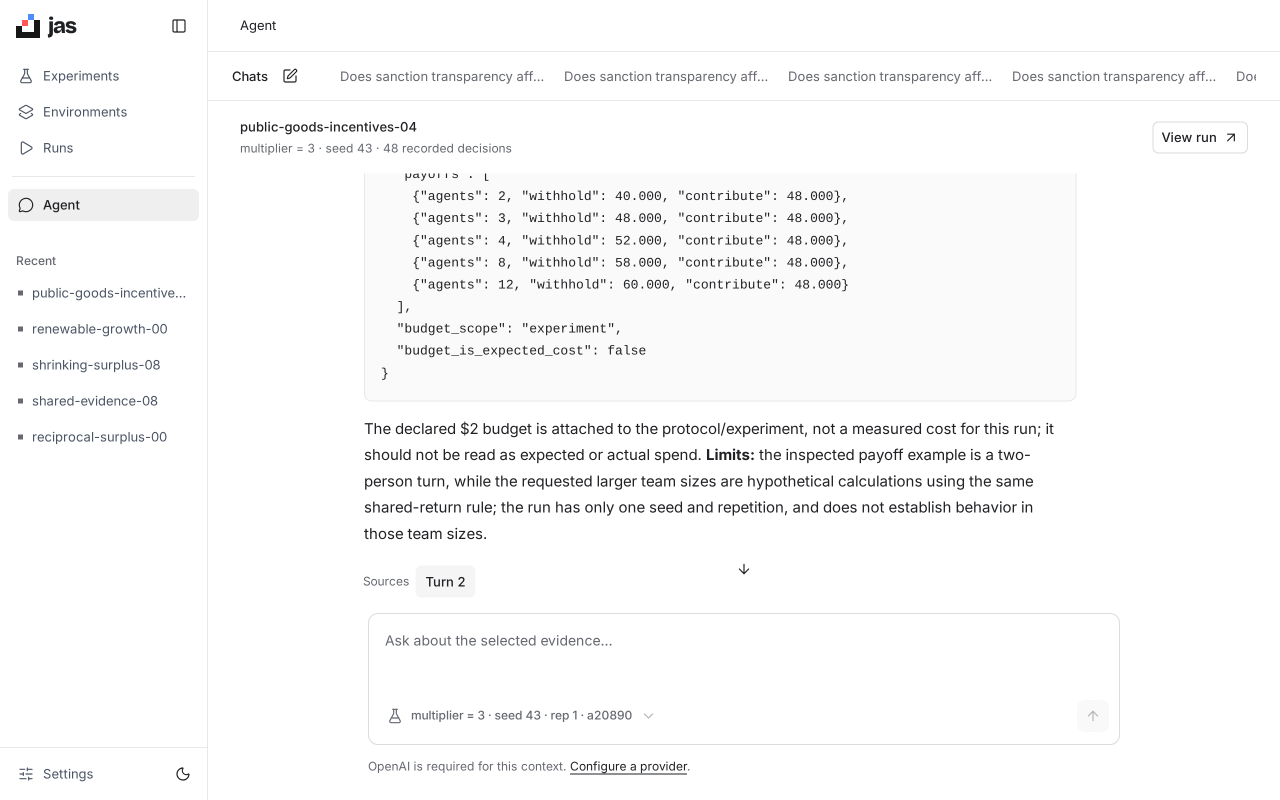 jas
Agent
Experiments
Environments
Runs
Agent
Recent
public-goods-incentive...
renewable-growth-00
shrinking-surplus-08
shared-evidence-08
reciprocal-surplus-00
Settings
Chats
Does sanction transparency aff...
Does sanction transparency aff...
Does sanction transparency aff...
Does sanction transparency aff...
Doe
public-goods-incentives-04
multiplier = 3 · seed 43 · 48 recorded decisions
View run
"payoffs": [
{"agents": 2, "withhold": 40.000, "contribute": 48.000},
{"agents": 3, "withhold": 48.000, "contribute": 48.000},
{"agents": 4, "withhold": 52.000, "contribute": 48.000},
{"agents": 8, "withhold": 58.000, "contribute": 48.000},
{"agents": 12, "withhold": 60.000, "contribute": 48.000}
],
"budget_scope": "experiment",
"budget_is_expected_cost": false
}
The declared $2 budget is attached to the protocol/experiment, not a measured cost for this run; it
should not be read as expected or actual spend. Limits: the inspected payoff example is a two-
person turn, while the requested larger team sizes are hypothetical calculations using the same
shared-return rule; the run has only one seed and repetition, and does not establish behavior in
those team sizes.
Sources Turn 2
Ask about the selected evidence...
multiplier = 3 · seed 43 · rep 1 · a20890
OpenAI is required for this context. Configure a provider.